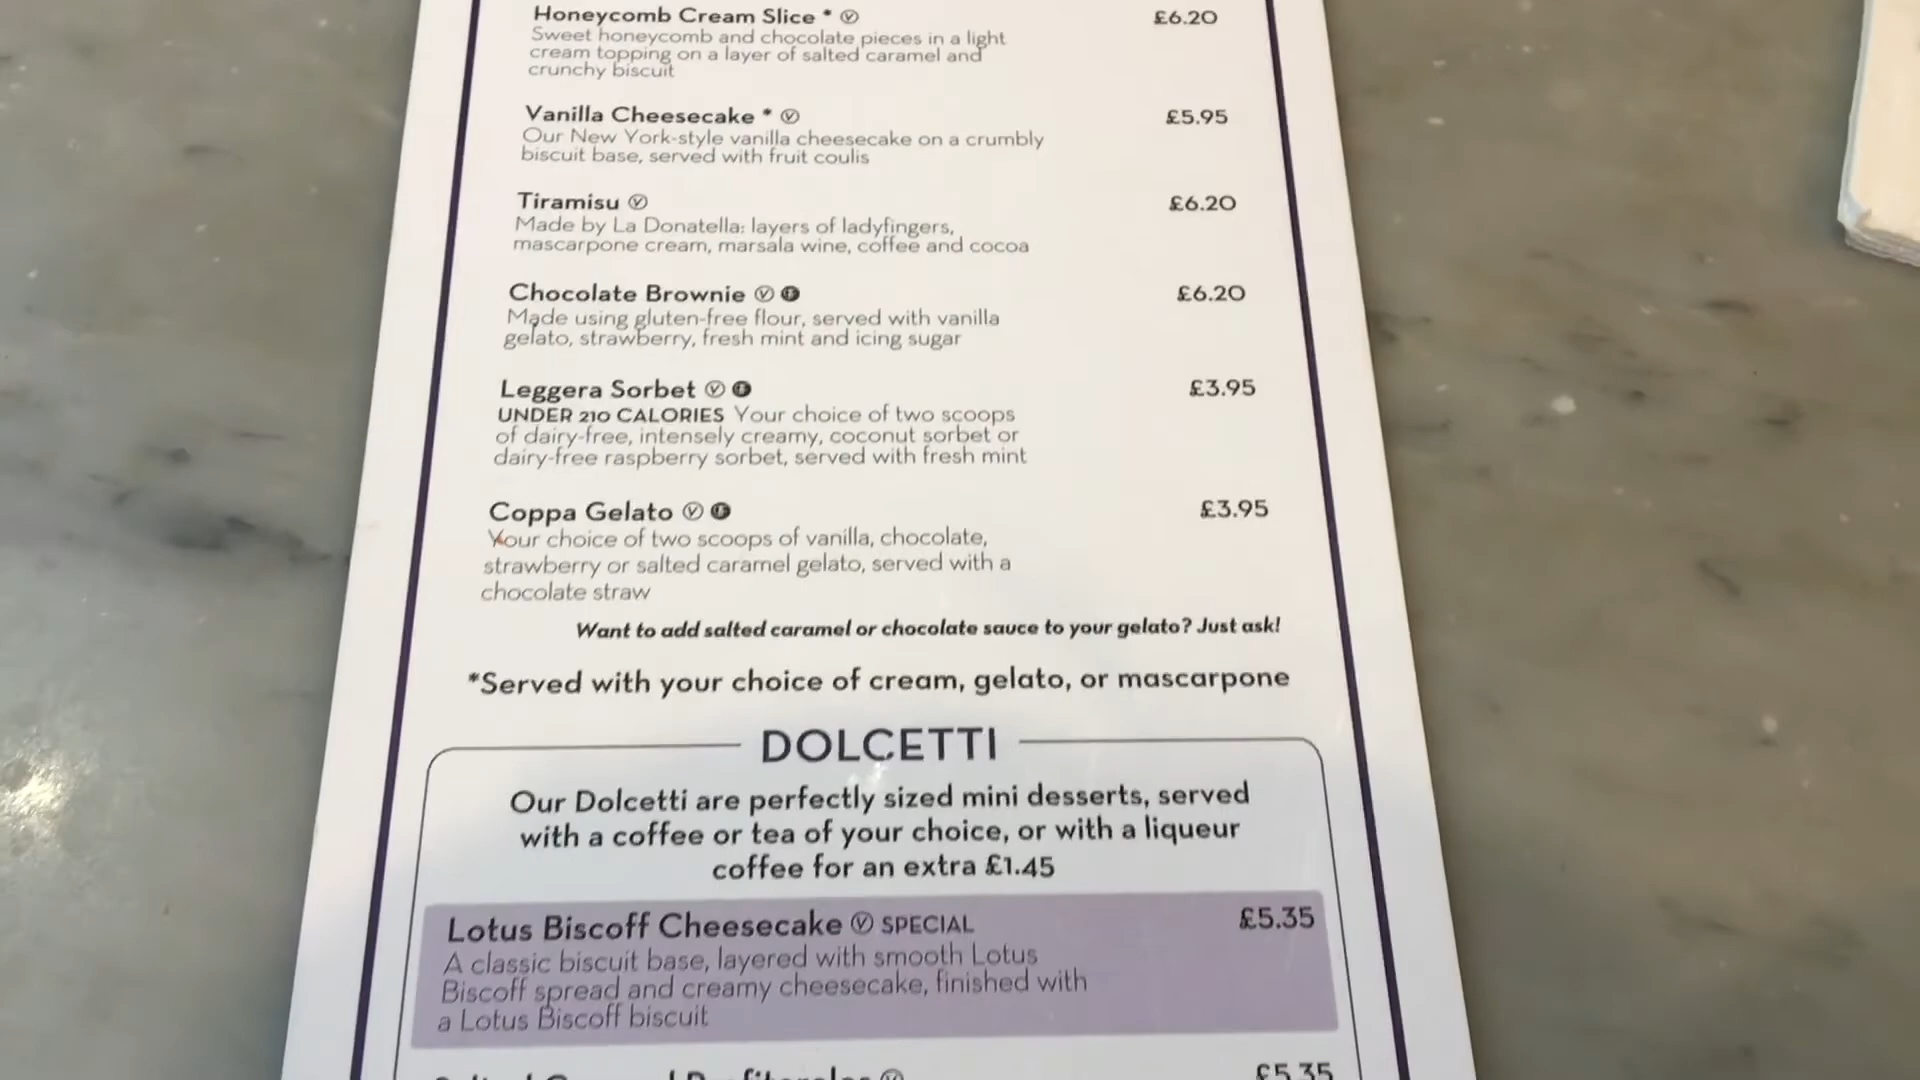 Honeycomb Cream Slice * Ⓥ £6.20
Sweet honeycomb and chocolate pieces in a light
cream topping on a layer of salted caramel and
crunchy biscuit
Vanilla Cheesecake * Ⓥ £5.95
Our New York-style vanilla cheesecake on a crumbly
biscuit base, served with fruit coulis
Tiramisu Ⓥ £6.20
Made by La Donatella: layers of ladyfingers,
mascarpone cream, marsala wine, coffee and cocoa
Chocolate Brownie Ⓥ £6.20
Made using gluten-free flour, served with vanilla
gelato, strawberry, fresh mint and icing sugar
Leggera Sorbet Ⓥ £3.95
UNDER 210 CALORIES Your choice of two scoops
of dairy-free, intensely creamy, coconut sorbet or
dairy-free raspberry sorbet, served with fresh mint
Coppa Gelato Ⓥ £3.95
Your choice of two scoops of vanilla, chocolate,
strawberry or salted caramel gelato, served with a
chocolate straw
Want to add salted caramel or chocolate sauce to your gelato? Just ask!
*Served with your choice of cream, gelato, or mascarpone
DOLCETTI
Our Dolcetti are perfectly sized mini desserts, served
with a coffee or tea of your choice, or with a liqueur
coffee for an extra £1.45
Lotus Biscoff Cheesecake Ⓥ SPECIAL £5.35
A classic biscuit base, layered with smooth Lotus
Biscoff spread and creamy cheesecake, finished with
a Lotus Biscoff biscuit
£5.35